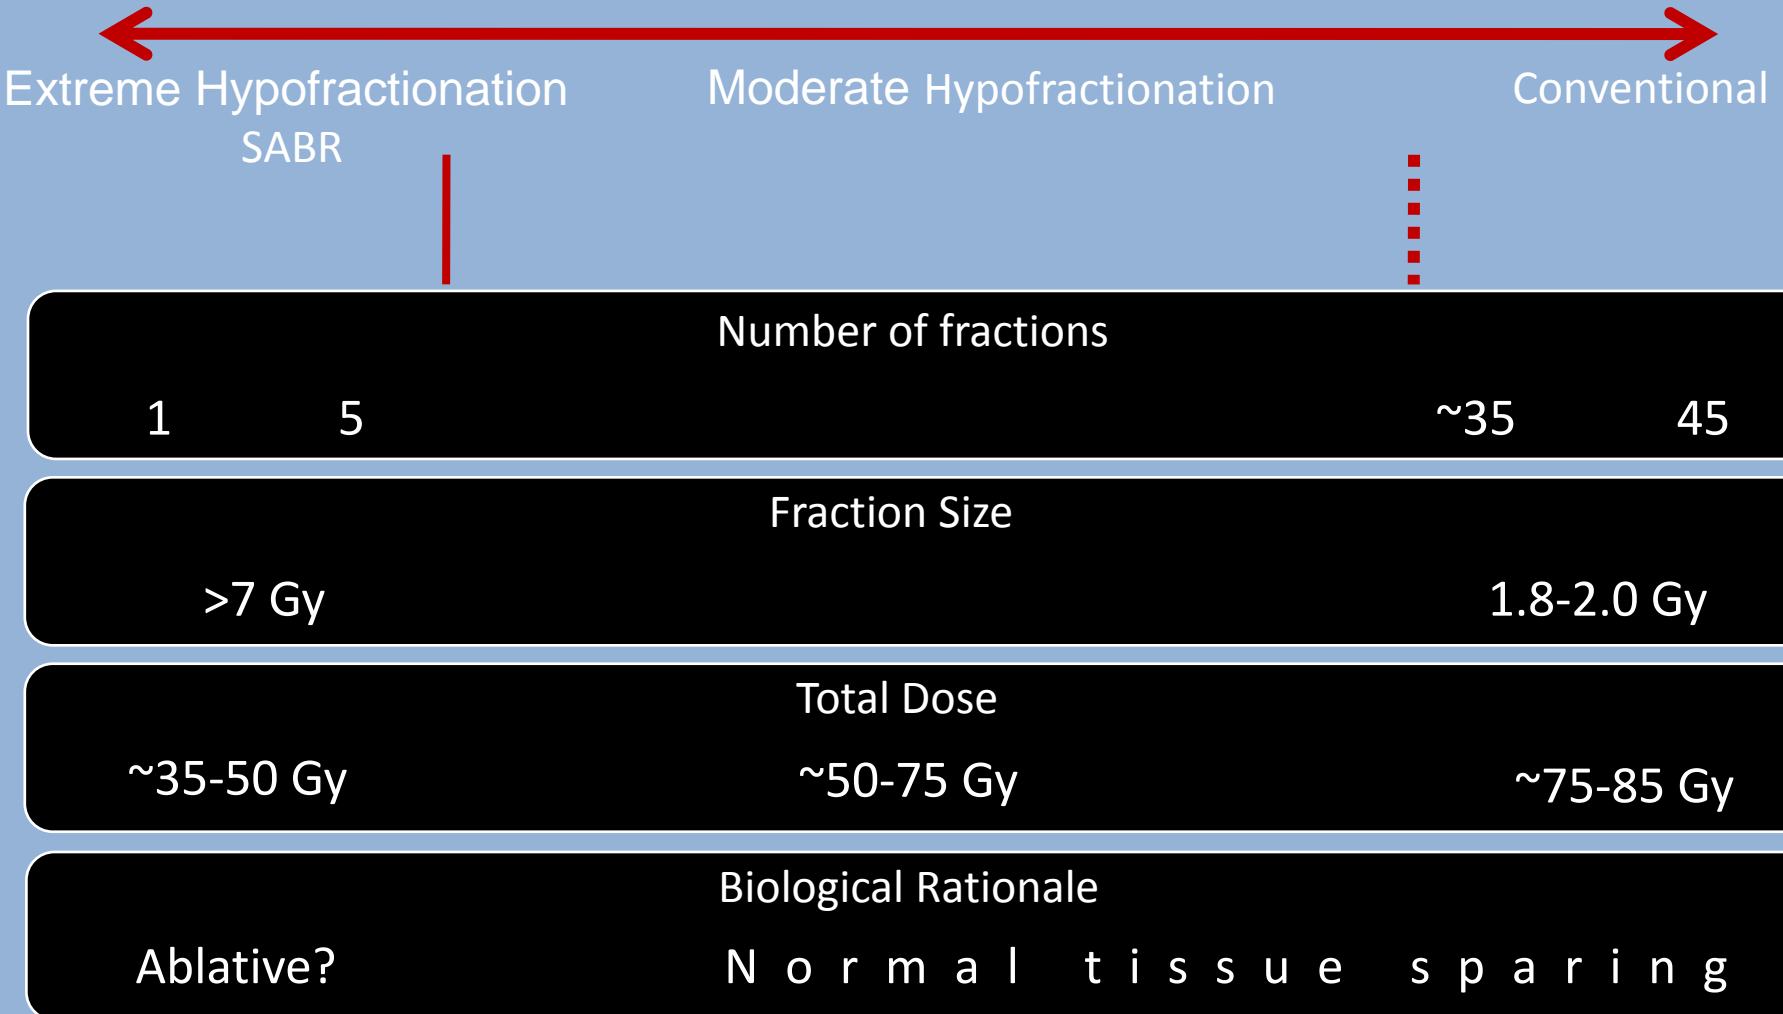 Extreme Hypofractionation Moderate Hypofractionation Conventional
SABR
Number of fractions
1 5 ~35 45
Fraction Size
>7 Gy 1.8-2.0 Gy
Total Dose
~35-50 Gy ~50-75 Gy ~75-85 Gy
Biological Rationale
Ablative? Normal tissue sparing